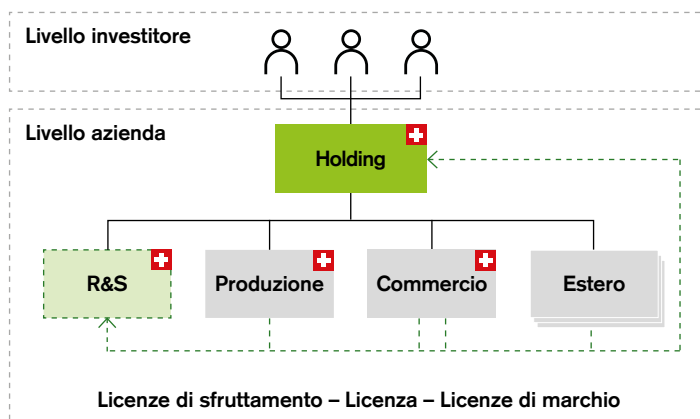 Livello investitore
Livello azienda
Holding
R&S
Produzione
Commercio
Estero
Licenze di sfruttamento – Licenza – Licenze di marchio